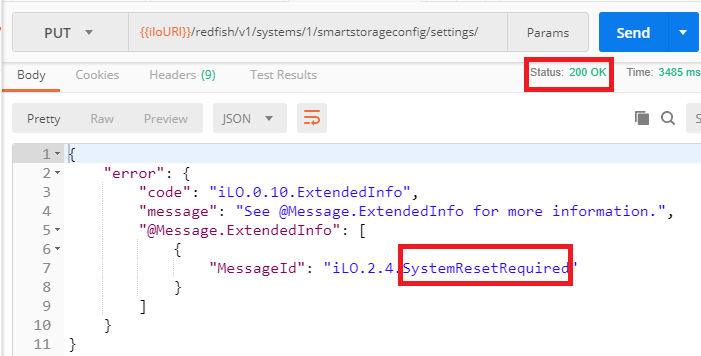 PUT {{iloURI}}/redfish/v1/systems/1/smartstorageconfig/settings/ Params Send
Body Cookies Headers (9) Test Results Status: 200 OK Time: 3485 ms
Pretty Raw Preview JSON S
1 {
2 "error": {
3 "code": "iLO.0.10.ExtendedInfo",
4 "message": "See @Message.ExtendedInfo for more information.",
5 "@Message.ExtendedInfo": [
6 {
7 "MessageId": "iLO.2.4.SystemResetRequired"
8 }
9 ]
10 }
11 }